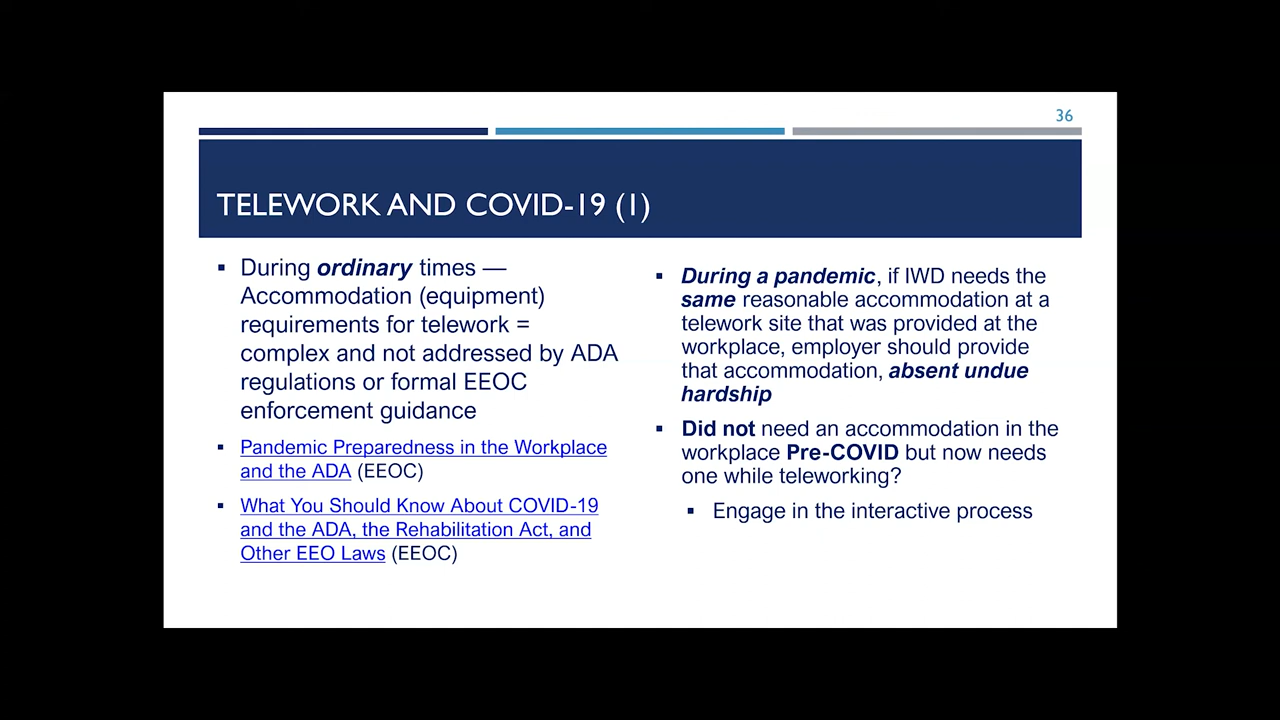 36
TELEWORK AND COVID-19 (1)
▪ During ordinary times —
Accommodation (equipment)
requirements for telework =
complex and not addressed by ADA
regulations or formal EEOC
enforcement guidance
▪ Pandemic Preparedness in the Workplace
and the ADA (EEOC)
▪ What You Should Know About COVID-19
and the ADA, the Rehabilitation Act, and
Other EEO Laws (EEOC)
▪ During a pandemic, if IWD needs the
same reasonable accommodation at a
telework site that was provided at the
workplace, employer should provide
that accommodation, absent undue
hardship
▪ Did not need an accommodation in the
workplace Pre-COVID but now needs
one while teleworking?
▪ Engage in the interactive process